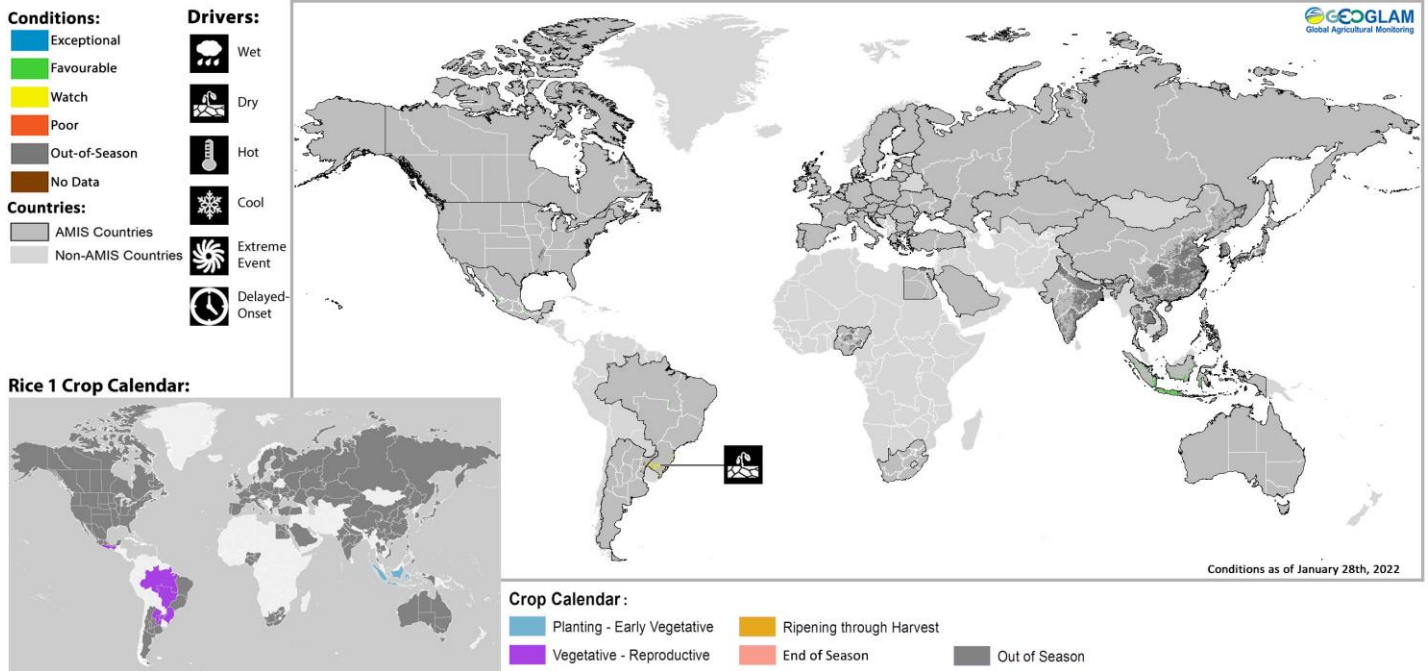 Conditions:
Exceptional
Favourable
Watch
Poor
Out-of-Season
No Data
Countries:
AMIS Countries
Non-AMIS Countries
Drivers:
Wet
Dry
Hot
Cool
Extreme
Event
Delayed-
Onset
GEOGLAM
Global Agricultural Monitoring
Conditions as of January 28th, 2022
Rice 1 Crop Calendar:
Crop Calendar :
Planting - Early Vegetative
Vegetative - Reproductive
Ripening through Harvest
End of Season
Out of Season